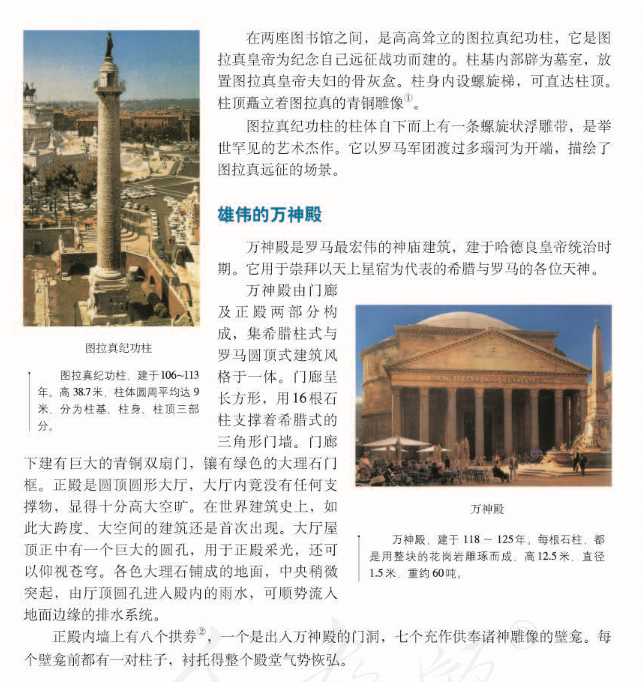 在两座图书馆之间，是高高耸立的图拉真纪功柱，它是图
拉真皇帝为纪念自己远征战功而建的。柱基内部辟为墓室，放
置图拉真皇帝夫妇的骨灰盒。柱身内设螺旋梯，可直达柱顶。
柱顶矗立着图拉真的青铜雕像①。
图拉真纪功柱的柱体自下而上有一条螺旋状浮雕带，是举
世罕见的艺术杰作。它以罗马军团渡过多瑙河为开端，描绘了
图拉真远征的场景。
雄伟的万神殿
万神殿是罗马最宏伟的神庙建筑，建于哈德良皇帝统治时
期。它用于崇拜以天上星宿为代表的希腊与罗马的各位天神。
图拉真纪功柱
图拉真纪功柱，建于106~113
年。高 38.7米，柱体圆周平均达 9
米，分为柱基、柱身、柱顶三部
分。
万神殿由门廊
及正殿两部分构
成，集希腊柱式与
罗马圆顶式建筑风
格于一体。门廊呈
长方形，用16根石
柱支撑着希腊式的
三角形门墙。门廊
下建有巨大的青铜双扇门，镶有绿色的大理石门
框。正殿是圆顶圆形大厅，大厅内竟没有任何支
撑物，显得十分高大空旷。在世界建筑史上，如
此大跨度、大空间的建筑还是首次出现。大厅屋
顶正中有一个巨大的圆孔，用于正殿采光，还可
以仰视苍穹。各色大理石铺成的地面，中央稍微
突起，由厅顶圆孔进入殿内的雨水，可顺势流入
地面边缘的排水系统。
万神殿
万神殿，建于 118 ~ 125年。每根石柱，都
是用整块的花岗岩雕琢而成，高12.5米，直径
1.5米，重约60吨。
正殿内墙上有八个拱券②，一个是出入万神殿的门洞，七个充作供奉诸神雕像的壁龛。每
个壁龛前都有一对柱子，衬托得整个殿堂气势恢弘。